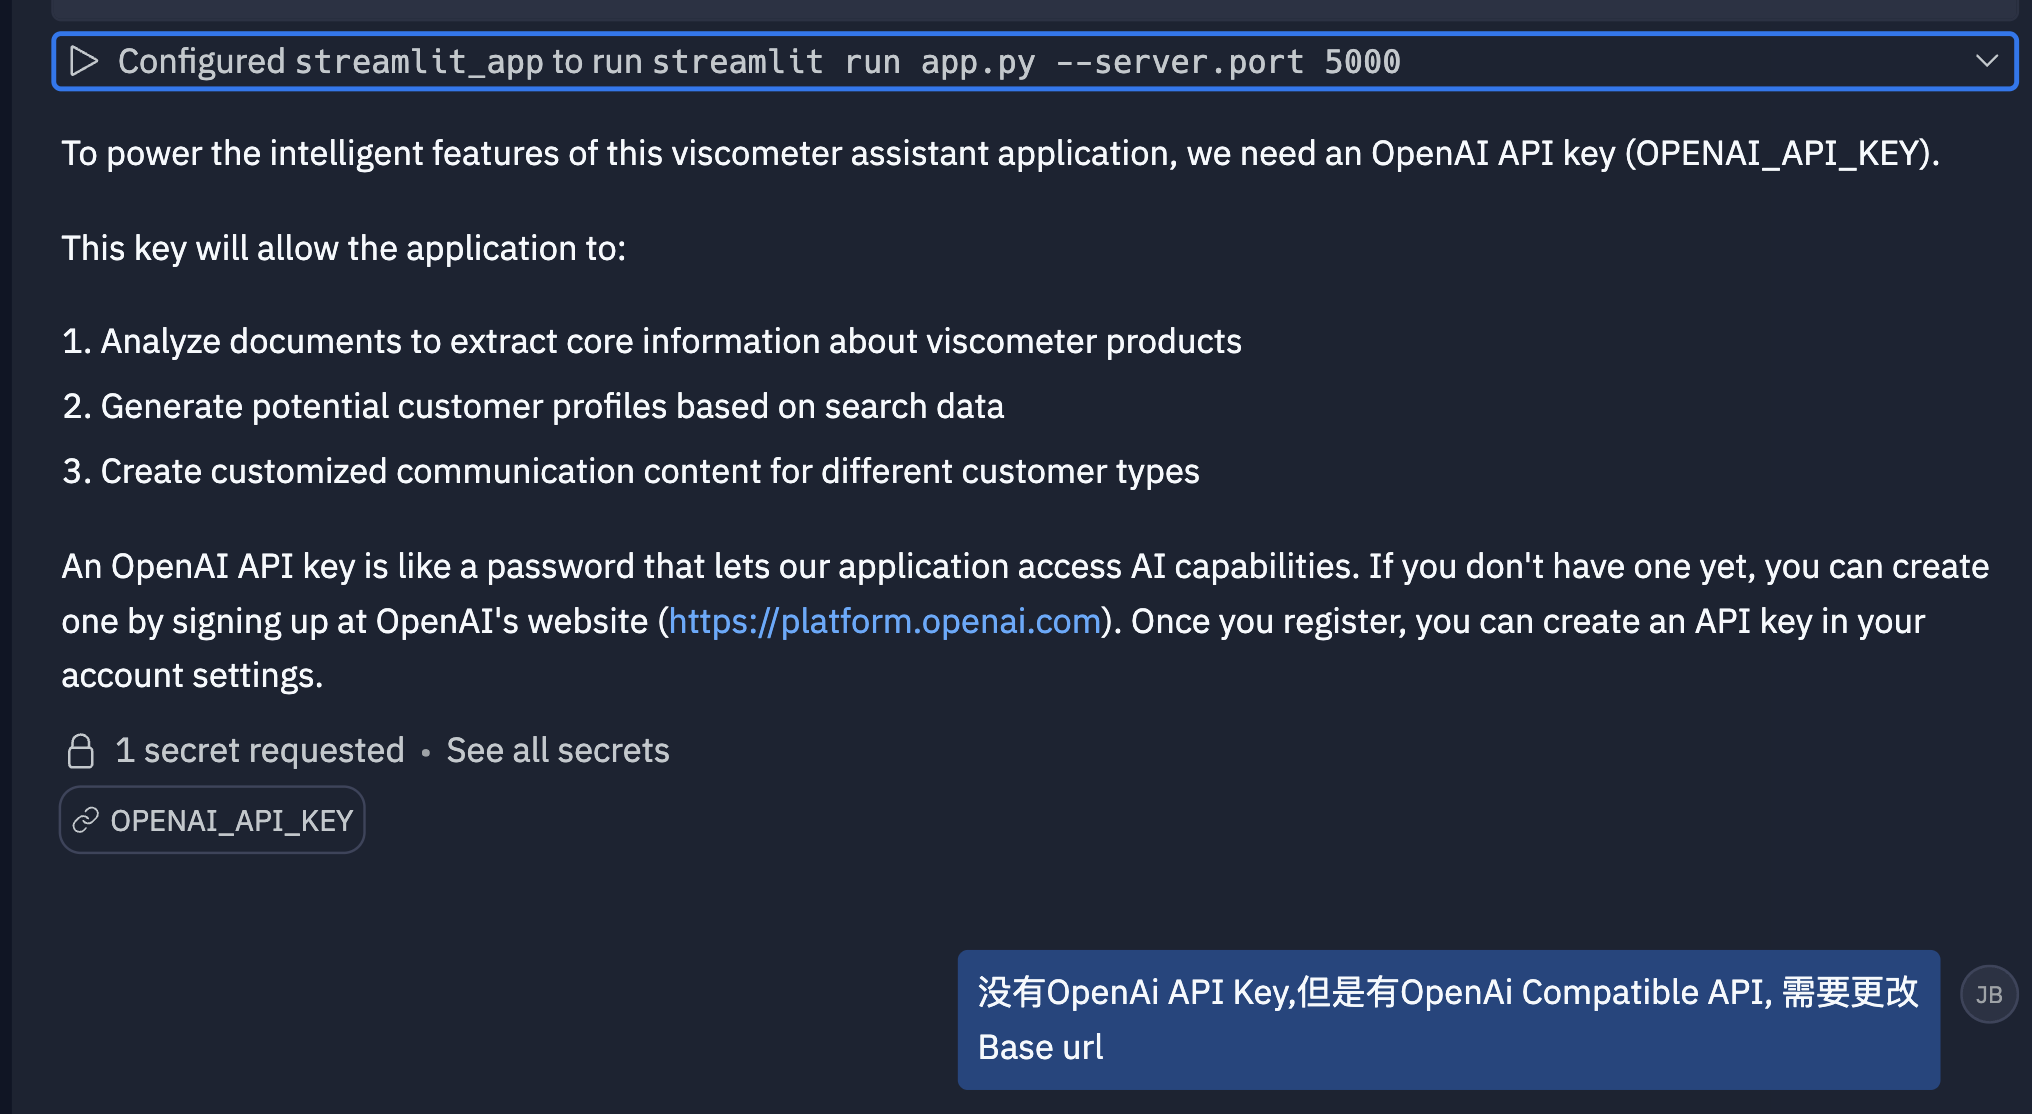 Configured streamlit_app to run streamlit run app.py --server.port 5000
To power the intelligent features of this viscometer assistant application, we need an OpenAI API key (OPENAI_API_KEY).
This key will allow the application to:
1. Analyze documents to extract core information about viscometer products
2. Generate potential customer profiles based on search data
3. Create customized communication content for different customer types
An OpenAI API key is like a password that lets our application access AI capabilities. If you don't have one yet, you can create
one by signing up at OpenAI's website (https://platform.openai.com). Once you register, you can create an API key in your
account settings.
1 secret requested • See all secrets
OPENAI_API_KEY
没有OpenAi API Key,但是有OpenAi Compatible API, 需要更改
Base url
JB